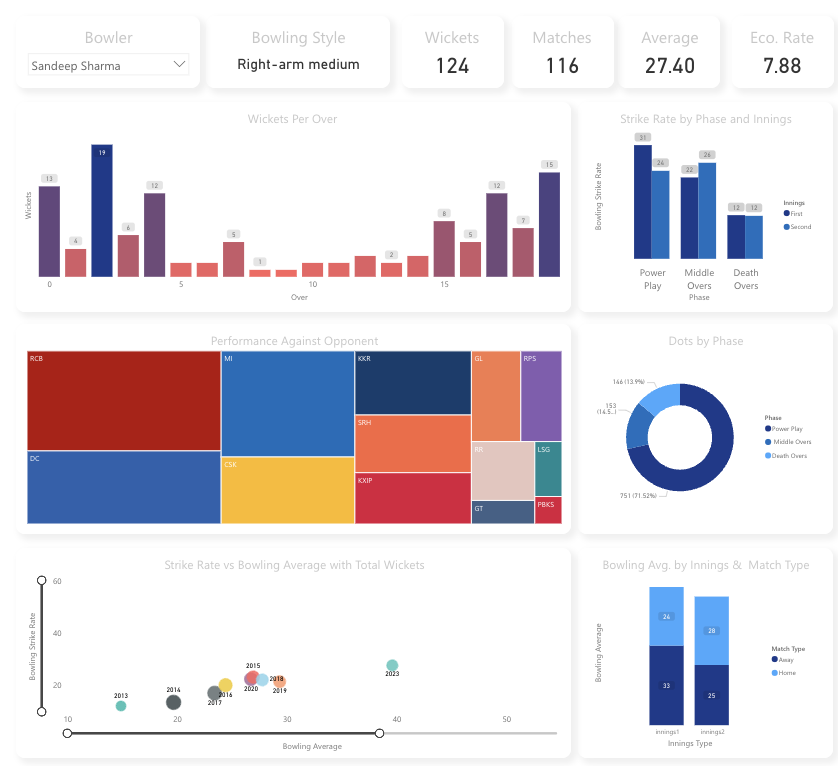 Bowler
Sandeep Sharma
Bowling Style
Right-arm medium
Wickets
124
Matches
116
Average
27.40
Eco. Rate
7.88
Wickets Per Over
Wickets
13
4
19
6
12
5
1
2
8
5
12
7
15
0
5
10
15
Over
Strike Rate by Phase and Innings
Bowling Strike Rate
31
24
22
26
12
12
Power Play
Middle Overs
Death Overs
Phase
Innings
First
Second
Performance Against Opponent
RCB
DC
MI
CSK
KKR
SRH
KXIP
GL
RPS
RR
LSG
GT
PBKS
Dots by Phase
146 (13.9%)
153
(14.5...)
751 (71.52%)
Phase
Power Play
Middle Overs
Death Overs
Strike Rate vs Bowling Average with Total Wickets
Bowling Strike Rate
60
40
20
2013
2014
2017
2016
2015
2020
2018
2019
2023
10
20
30
40
50
Bowling Average
Bowling Avg. by Innings & Match Type
Bowling Average
26
33
28
25
innings1
innings2
Innings Type
Match Type
Away
Home